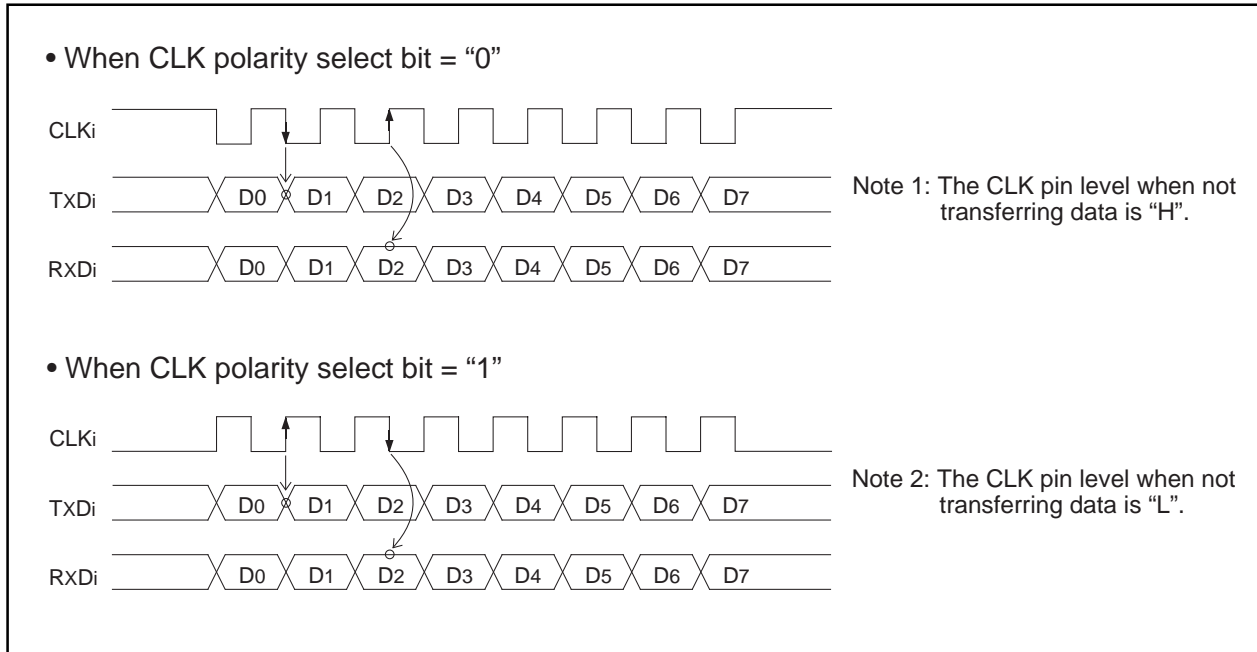 • When CLK polarity select bit = “0”
CLKi
TXDi D0 D1 D2 D3 D4 D5 D6 D7
RXDi D0 D1 D2 D3 D4 D5 D6 D7
Note 1: The CLK pin level when not
transferring data is “H”.
• When CLK polarity select bit = “1”
CLKi
TXDi D0 D1 D2 D3 D4 D5 D6 D7
RXDi D0 D1 D2 D3 D4 D5 D6 D7
Note 2: The CLK pin level when not
transferring data is “L”.